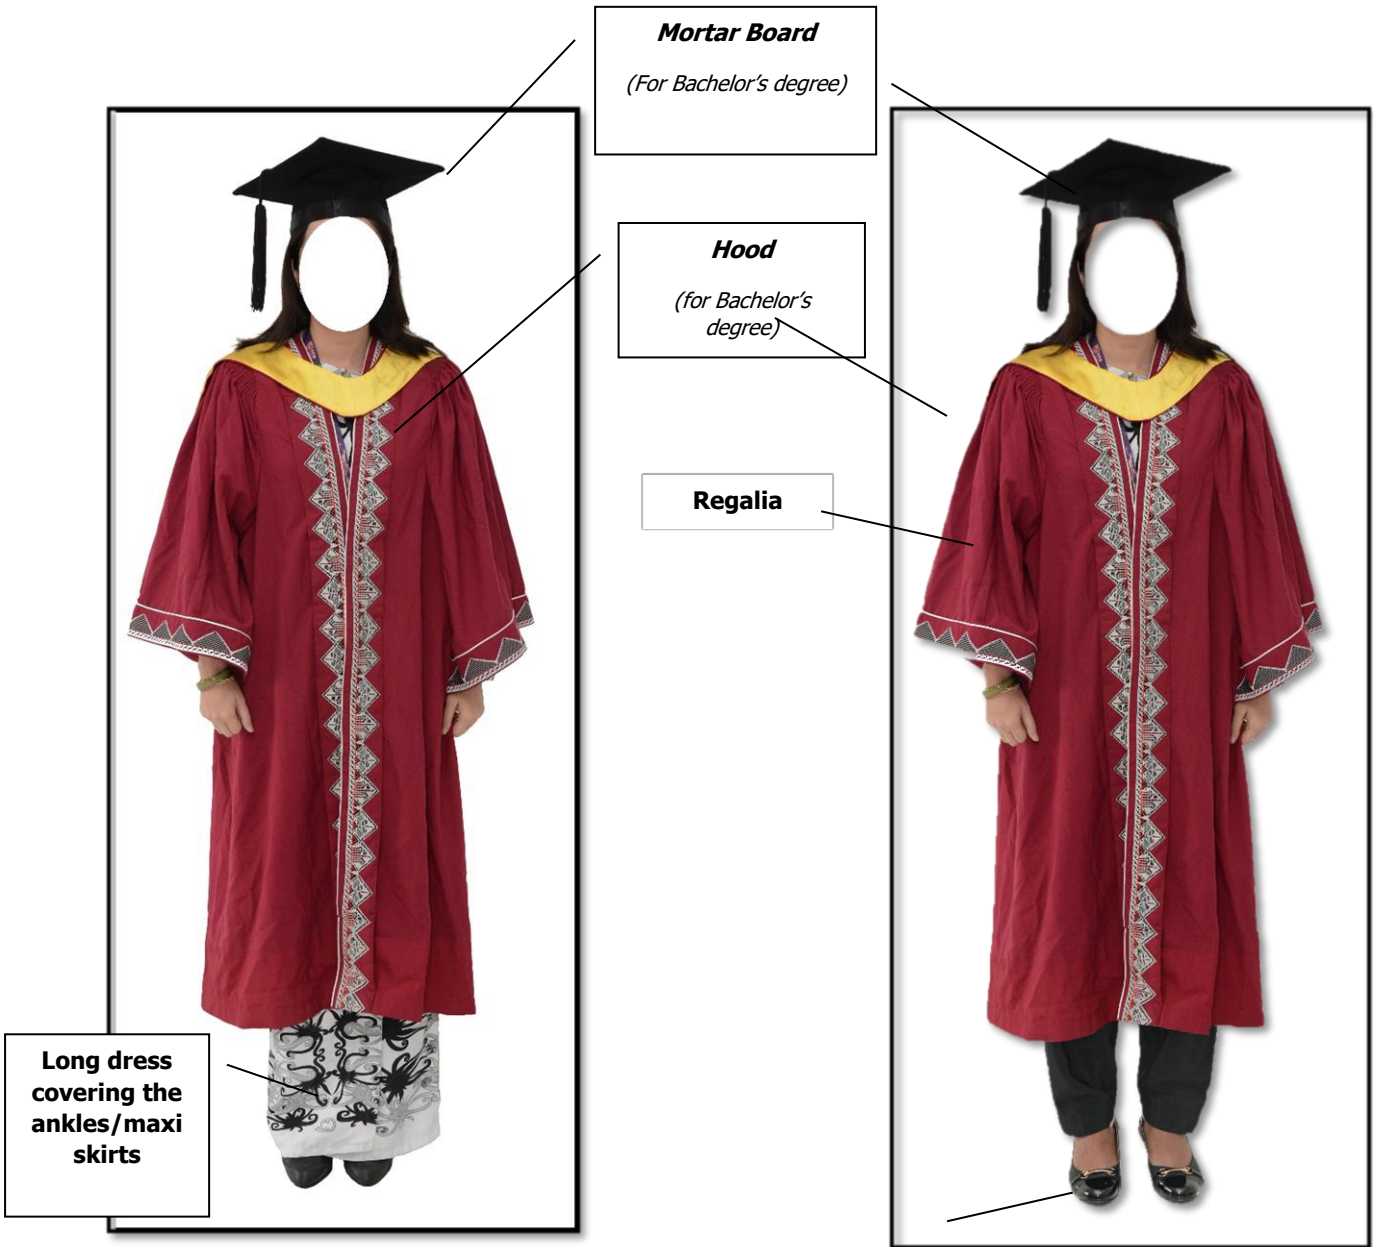 Mortar Board
(For Bachelor's degree)
Hood
(for Bachelor's
degree)
Regalia
Long dress
covering the
ankles/maxi
skirts